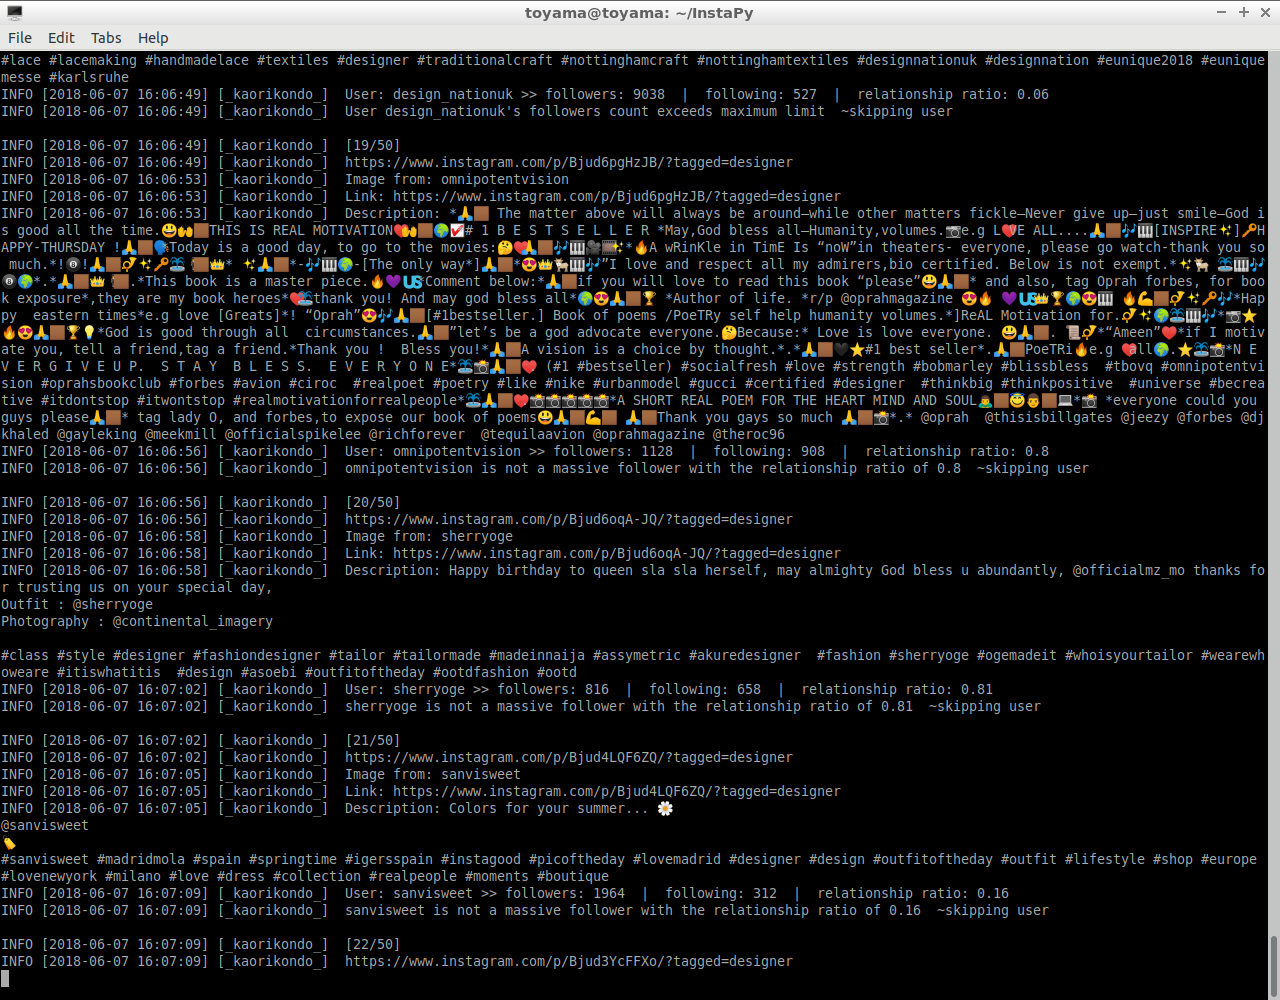 toyama@toyama: ~/InstaPy
File Edit Tabs Help
#lace #lacemaking #handmadelace #textiles #designer #traditionalcraft #nottinghamcraft #nottinghamtextiles #designnationuk #designnation #eunique2018 #eunique
messe #karlsruhe
INFO [2018-06-07 16:06:49] [_kaorikondo_]  User: design_nationuk >> followers: 9038  |  following: 527  |  relationship ratio: 0.06
INFO [2018-06-07 16:06:49] [_kaorikondo_]  User design_nationuk's followers count exceeds maximum limit  ~skipping user
INFO [2018-06-07 16:06:49] [_kaorikondo_]  [19/50]
INFO [2018-06-07 16:06:49] [_kaorikondo_]  https://www.instagram.com/p/Bjud6pgHzJB/?tagged=designer
INFO [2018-06-07 16:06:53] [_kaorikondo_]  Image from: omnipotentvision
INFO [2018-06-07 16:06:53] [_kaorikondo_]  Link: https://www.instagram.com/p/Bjud6pgHzJB/?tagged=designer
INFO [2018-06-07 16:06:53] [_kaorikondo_]  Description: *🙏🏾 The matter above will always be around—while other matters fickle—Never give up—just smile—God i
s good all the time.😃🙌🏾THIS IS REAL MOTIVATION❤🙌🏾🌍✅# 1 B E S T S E L L E R *May,God bless all—Humanity,volumes.📷e.g L❤VE ALL....🙏🏾🎶🎹[INSPIRE✨]🔑H
APPY-THURSDAY !🙏🏾🗣Today is a good day, to go to the movies:🤔❤🙏🏾🎶🎹🎥🎆*🔥A wRinKle in TimE Is “noW”in theaters- everyone, please go watch-thank you so
 much.*!🎱!🙏🏾🎷✨🔑⛲🏾👑* ✨🙏🏾*-🎶🎹🌍-[The only way*]🙏🏾*😍👑🐐🎹🎶”I love and respect all my admirers,bio certified, Below is not exempt.*✨🐐 ⛲🎹🎶
🎱🌍*.*🙏🏾👑🏾.*This book is a master piece.🔥💜US Comment below:*🙏🏾if you will love to read this book “please”😃🙏🏾* and also, tag Oprah forbes, for boo
k exposure*,they are my book heroes*❤⛲thank you! And may god bless all*🌍😍🙏🏾🏆 *Author of life. *r/p @oprahmagazine 😍🔥 💜US👑🏆🌍😍🎹 🔥💪🏾🎷✨🔑🎶*Hap
py  eastern times*e.g love [Greats]*! “Oprah”😍🎶🙏🏾[#1bestseller.] Book of poems /PoeTRy self help humanity volumes.*]ReAL Motivation for.🎷✨🌍⛲🎹🎶*📷⭐
🔥😍🙏🏾🏆💡*God is good through all  circumstances.🙏🏾”let’s be a god advocate everyone.🤔Because:* Love is love everyone. 😃🙏🏾. 📜🎷*“Ameen”❤*if I motiv
ate you, tell a friend,tag a friend.*Thank you !  Bless you!*🙏🏾A vision is a choice by thought.*.*🙏🏾🖤⭐#1 best seller*.🙏🏾PoeTRi🔥e.g ❤all🌍.⭐⛲📸*N E
V E R G I V E U P.  S T A Y  B L E S S.  E V E R Y O N E*⛲📸🙏🏾❤ (#1 #bestseller) #socialfresh #love #strength #bobmarley #blissbless  #tbovq #omnipotentvi
sion #oprahsbookclub #forbes #avion #ciroc  #realpoet #poetry #like #nike #urbanmodel #gucci #certified #designer  #thinkbig #thinkpositive  #universe #becrea
tive #itdontstop #itwontstop #realmotivationforrealpeople*⛲🙏🏾❤📸📸📸📸📸*A SHORT REAL POEM FOR THE HEART MIND AND SOUL🙇🏾😇👨🏾💻*📸 *everyone could you
guys please🙏🏾* tag lady O, and forbes,to expose our book of poems😃🙏🏾💪🏾 🙏🏾Thank you guys so much 🙏🏾📸*.* @oprah  @thisisbillgates @jeezy @forbes @dj
khaled @gayleking @meekmill @officialspikelee @richforever  @tequilaavion @oprahmagazine @theroc96
INFO [2018-06-07 16:06:56] [_kaorikondo_]  User: omnipotentvision >> followers: 1128  |  following: 908  |  relationship ratio: 0.8
INFO [2018-06-07 16:06:56] [_kaorikondo_]  omnipotentvision is not a massive follower with the relationship ratio of 0.8  ~skipping user
INFO [2018-06-07 16:06:56] [_kaorikondo_]  [20/50]
INFO [2018-06-07 16:06:56] [_kaorikondo_]  https://www.instagram.com/p/Bjud6oqA-JQ/?tagged=designer
INFO [2018-06-07 16:06:58] [_kaorikondo_]  Image from: sherryoge
INFO [2018-06-07 16:06:58] [_kaorikondo_]  Link: https://www.instagram.com/p/Bjud6oqA-JQ/?tagged=designer
INFO [2018-06-07 16:06:58] [_kaorikondo_]  Description: Happy birthday to queen sla sla herself, may almighty God bless u abundantly, @officialmz_mo thanks fo
r trusting us on your special day,
Outfit : @sherryoge
Photography : @continental_imagery
#class #style #designer #fashiondesigner #tailor #tailormade #madeinnaija #assymetric #akuredesigner  #fashion #sherryoge #ogemadeit #whoisyourtailor #wearewh
oweare #itiswhatitis  #design #asoebi #outfitoftheday #ootdfashion #ootd
INFO [2018-06-07 16:07:02] [_kaorikondo_]  User: sherryoge >> followers: 816  |  following: 658  |  relationship ratio: 0.81
INFO [2018-06-07 16:07:02] [_kaorikondo_]  sherryoge is not a massive follower with the relationship ratio of 0.81  ~skipping user
INFO [2018-06-07 16:07:02] [_kaorikondo_]  [21/50]
INFO [2018-06-07 16:07:02] [_kaorikondo_]  https://www.instagram.com/p/Bjud4LQF6ZQ/?tagged=designer
INFO [2018-06-07 16:07:05] [_kaorikondo_]  Image from: sanvisweet
INFO [2018-06-07 16:07:05] [_kaorikondo_]  Link: https://www.instagram.com/p/Bjud4LQF6ZQ/?tagged=designer
INFO [2018-06-07 16:07:05] [_kaorikondo_]  Description: Colors for your summer... 🌼
@sanvisweet
🏷
#sanvisweet #madridmola #spain #springtime #igersspain #instagood #picoftheday #lovemadrid #designer #design #outfitoftheday #outfit #lifestyle #shop #europe
#lovenewyork #milano #love #dress #collection #realpeople #moments #boutique
INFO [2018-06-07 16:07:09] [_kaorikondo_]  User: sanvisweet >> followers: 1964  |  following: 312  |  relationship ratio: 0.16
INFO [2018-06-07 16:07:09] [_kaorikondo_]  sanvisweet is not a massive follower with the relationship ratio of 0.16  ~skipping user
INFO [2018-06-07 16:07:09] [_kaorikondo_]  [22/50]
INFO [2018-06-07 16:07:09] [_kaorikondo_]  https://www.instagram.com/p/Bjud3YcFFXo/?tagged=designer